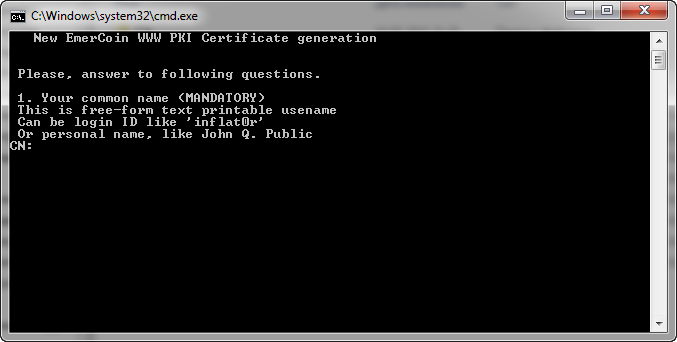 C:\Windows\system32\cmd.exe
New EmerCoin WWW PKI Certificate generation
Please, answer to following questions.
1. Your common name (MANDATORY)
This is free-form text printable usename
Can be login ID like 'inflat0r'
Or personal name, like John Q. Public
CN: